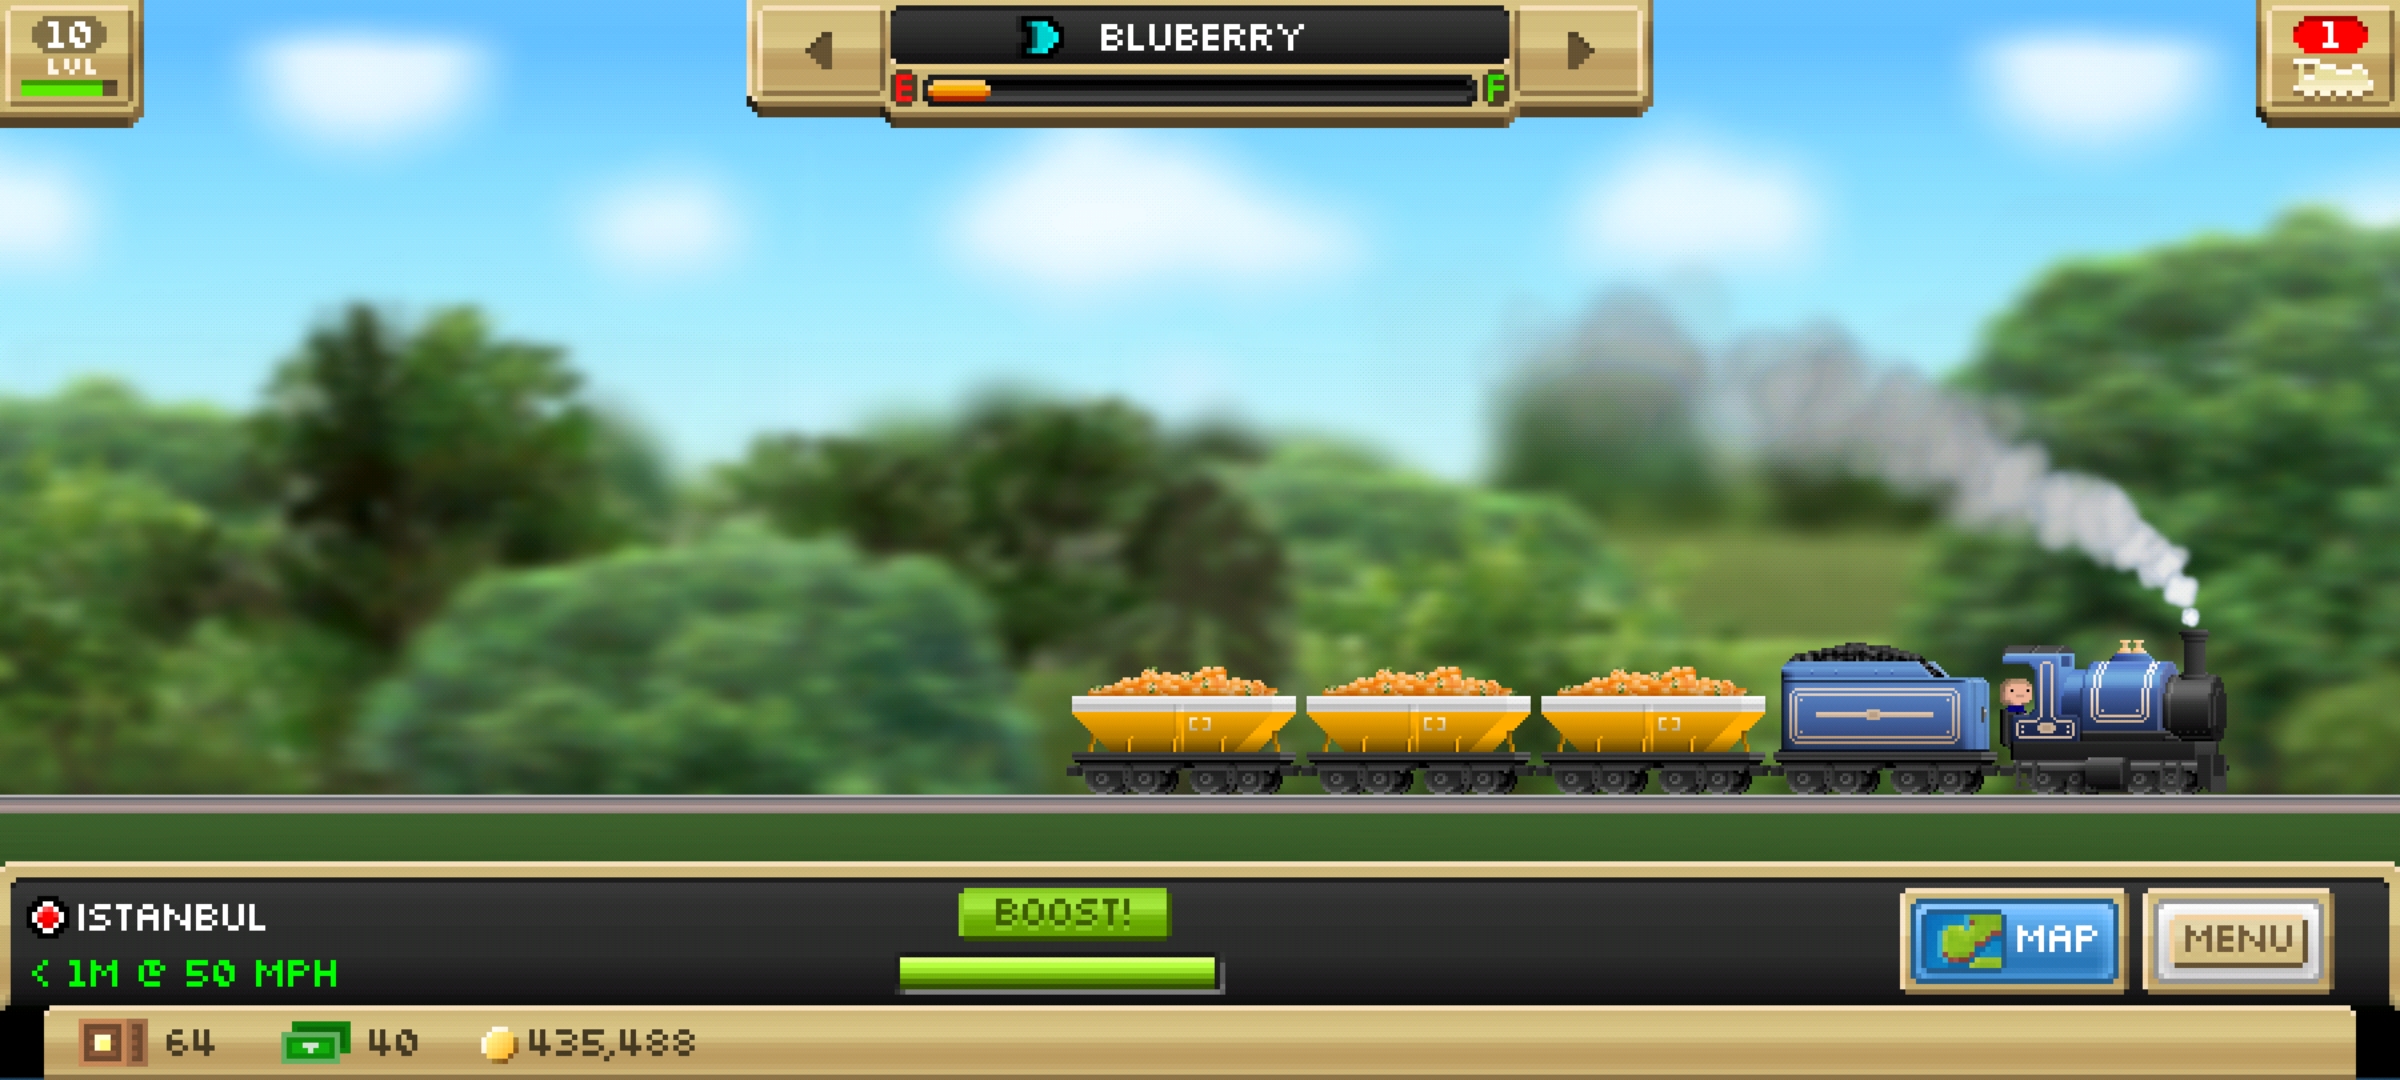 10
LVL
BLUBERRY
E F
1
ISTANBUL
< 1M @ 50 MPH
BOOST!
MAP
MENU
64
40
435,488